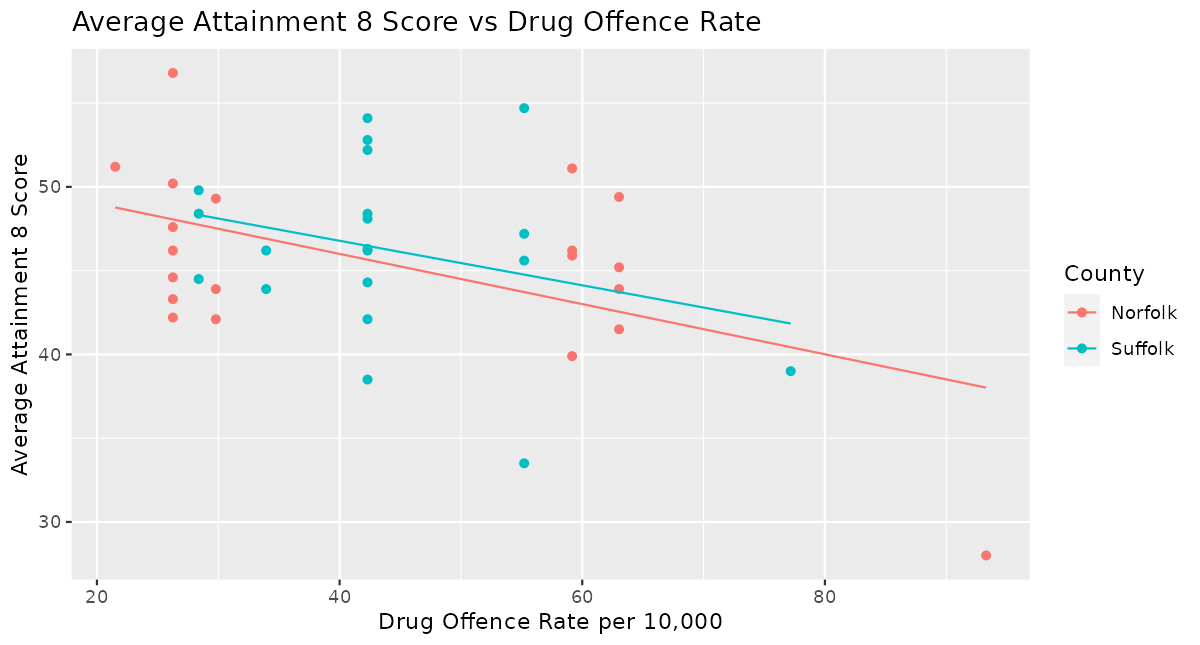 Average Attainment 8 Score vs Drug Offence Rate
Average Attainment 8 Score
50
40
30
20
40
60
80
Drug Offence Rate per 10,000
County
Norfolk
Suffolk